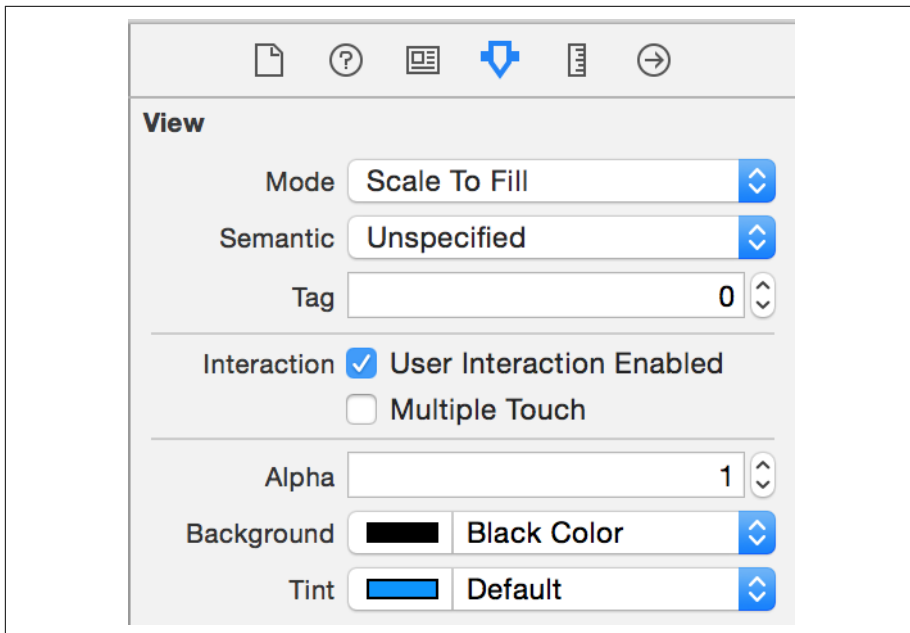 View
Mode Scale To Fill
Semantic Unspecified
Tag 0
Interaction User Interaction Enabled
Multiple Touch
Alpha 1
Background Black Color
Tint Default